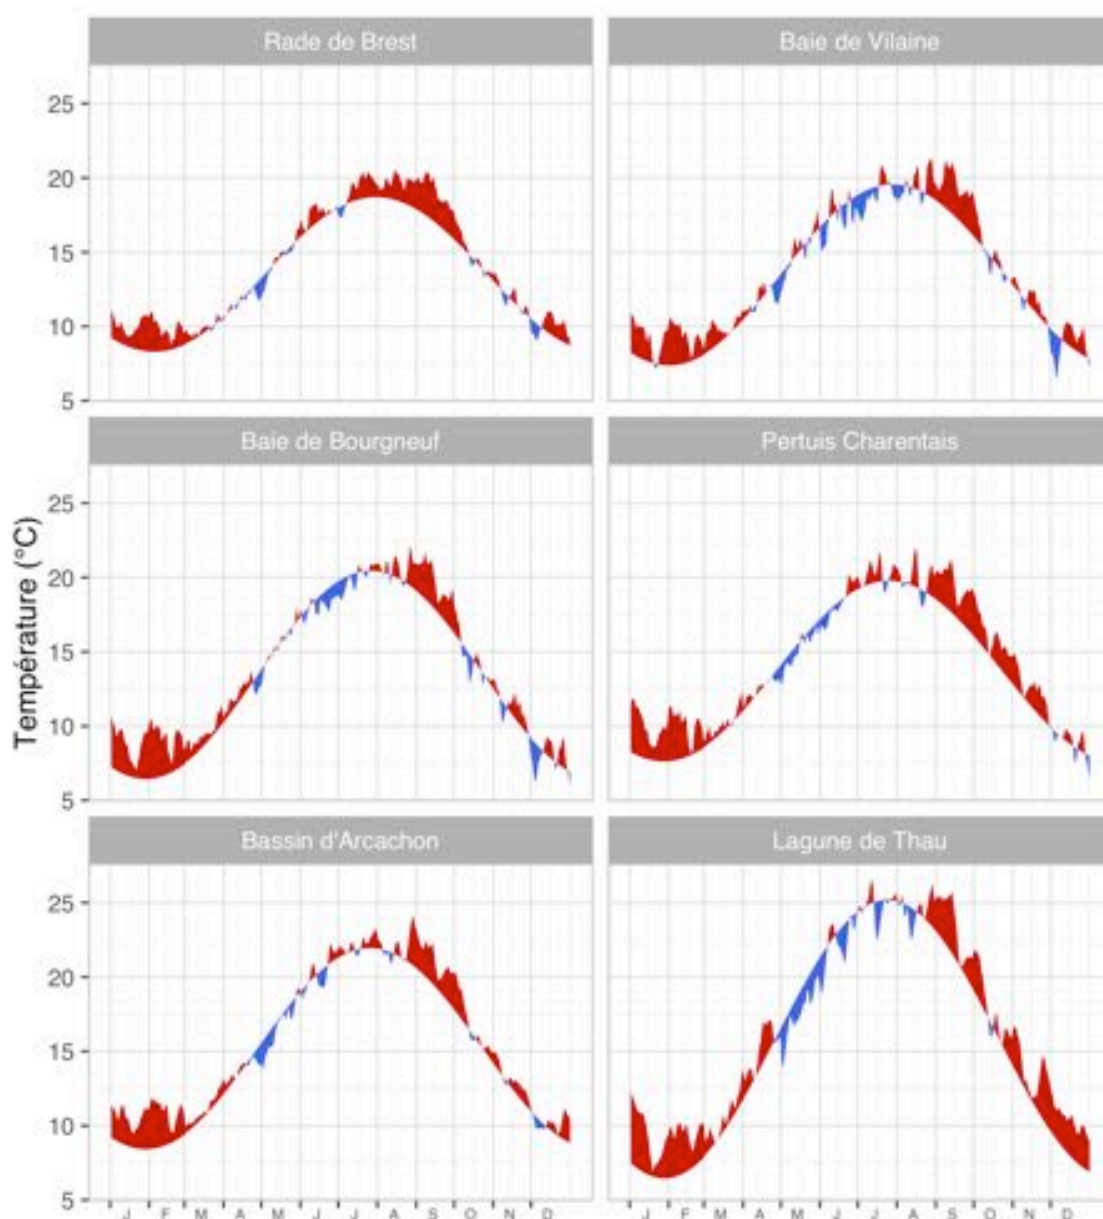 Rade de Brest
Baie de Vilaine
25
20
15
10
5
Baie de Bourgneuf
Pertuis Charentais
25
20
15
10
5
Température (°C)
Bassin d'Arcachon
Lagune de Thau
25
20
15
10
5
J F M A M J J A S O N D
J F M A M J J A S O N D